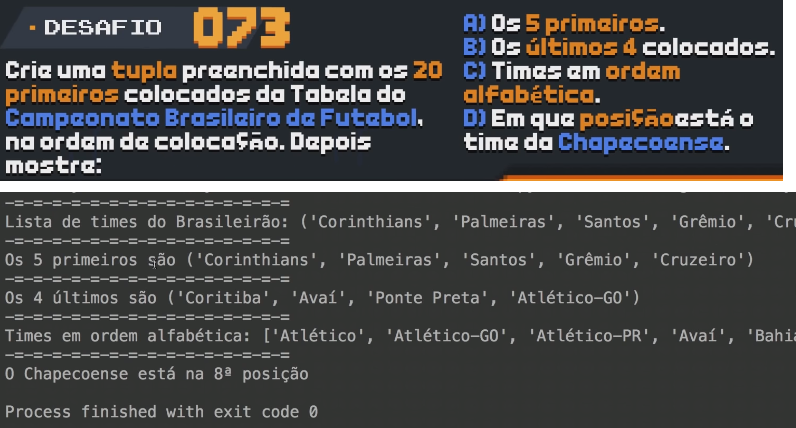 DESAFIO 073
Crie uma tupla preenchida com os 20
primeiros colocados da Tabela do
Campeonato Brasileiro de Futebol,
na ordem de colocação. Depois
mostre:
A) Os 5 primeiros.
B) Os últimos 4 colocados.
C) Times em ordem
alfabética.
D) Em que posiçãoestá o
time da Chapecoense.
-=-=-=-=-=-=-=-=-=-=-=-=-=-=-=
Lista de times do Brasileirão: ('Corinthians', 'Palmeiras', 'Santos', 'Grêmio', 'Cru
-=-=-=-=-=-=-=-=-=-=-=-=-=-=-=
Os 5 primeiros são ('Corinthians', 'Palmeiras', 'Santos', 'Grêmio', 'Cruzeiro')
-=-=-=-=-=-=-=-=-=-=-=-=-=-=-=
Os 4 últimos são ('Coritiba', 'Avaí', 'Ponte Preta', 'Atlético-GO')
-=-=-=-=-=-=-=-=-=-=-=-=-=-=-=
Times em ordem alfabética: ['Atlético', 'Atlético-GO', 'Atlético-PR', 'Avaí', 'Bahia
-=-=-=-=-=-=-=-=-=-=-=-=-=-=-=
O Chapecoense está na 8ª posição
Process finished with exit code 0